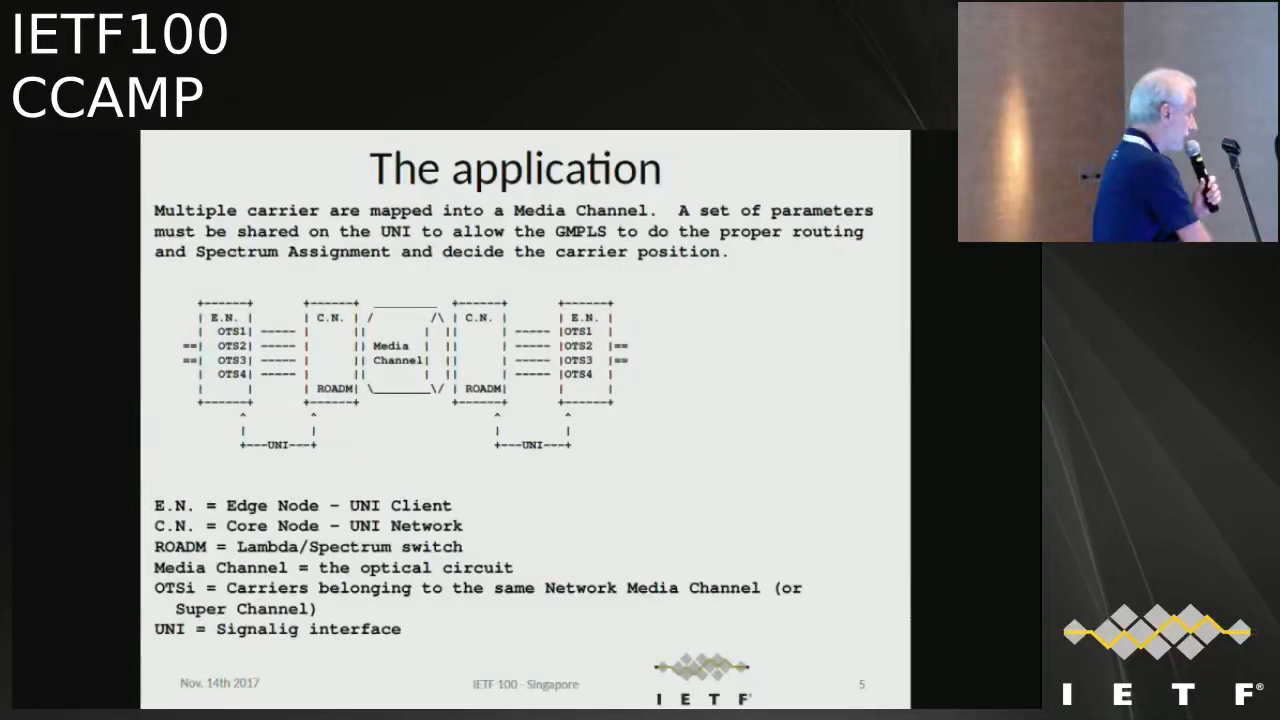 IETF100
CCAMP
The application
Multiple carrier are mapped into a Media Channel.  A set of parameters
must be shared on the UNI to allow the GMPLS to do the proper routing
and Spectrum Assignment and decide the carrier position.
E.N. C.N. C.N. E.N.
OTS1 OTS1
OTS2 Media OTS2
OTS3 Channel OTS3
OTS4 OTS4
ROADM ROADM
UNI UNI
E.N. = Edge Node - UNI Client
C.N. = Core Node - UNI Network
ROADM = Lambda/Spectrum switch
Media Channel = the optical circuit
OTSi = Carriers belonging to the same Network Media Channel (or
Super Channel)
UNI = Signalig interface
Nov. 14th 2017 IETF 100 - Singapore 5
IETF
IETF®